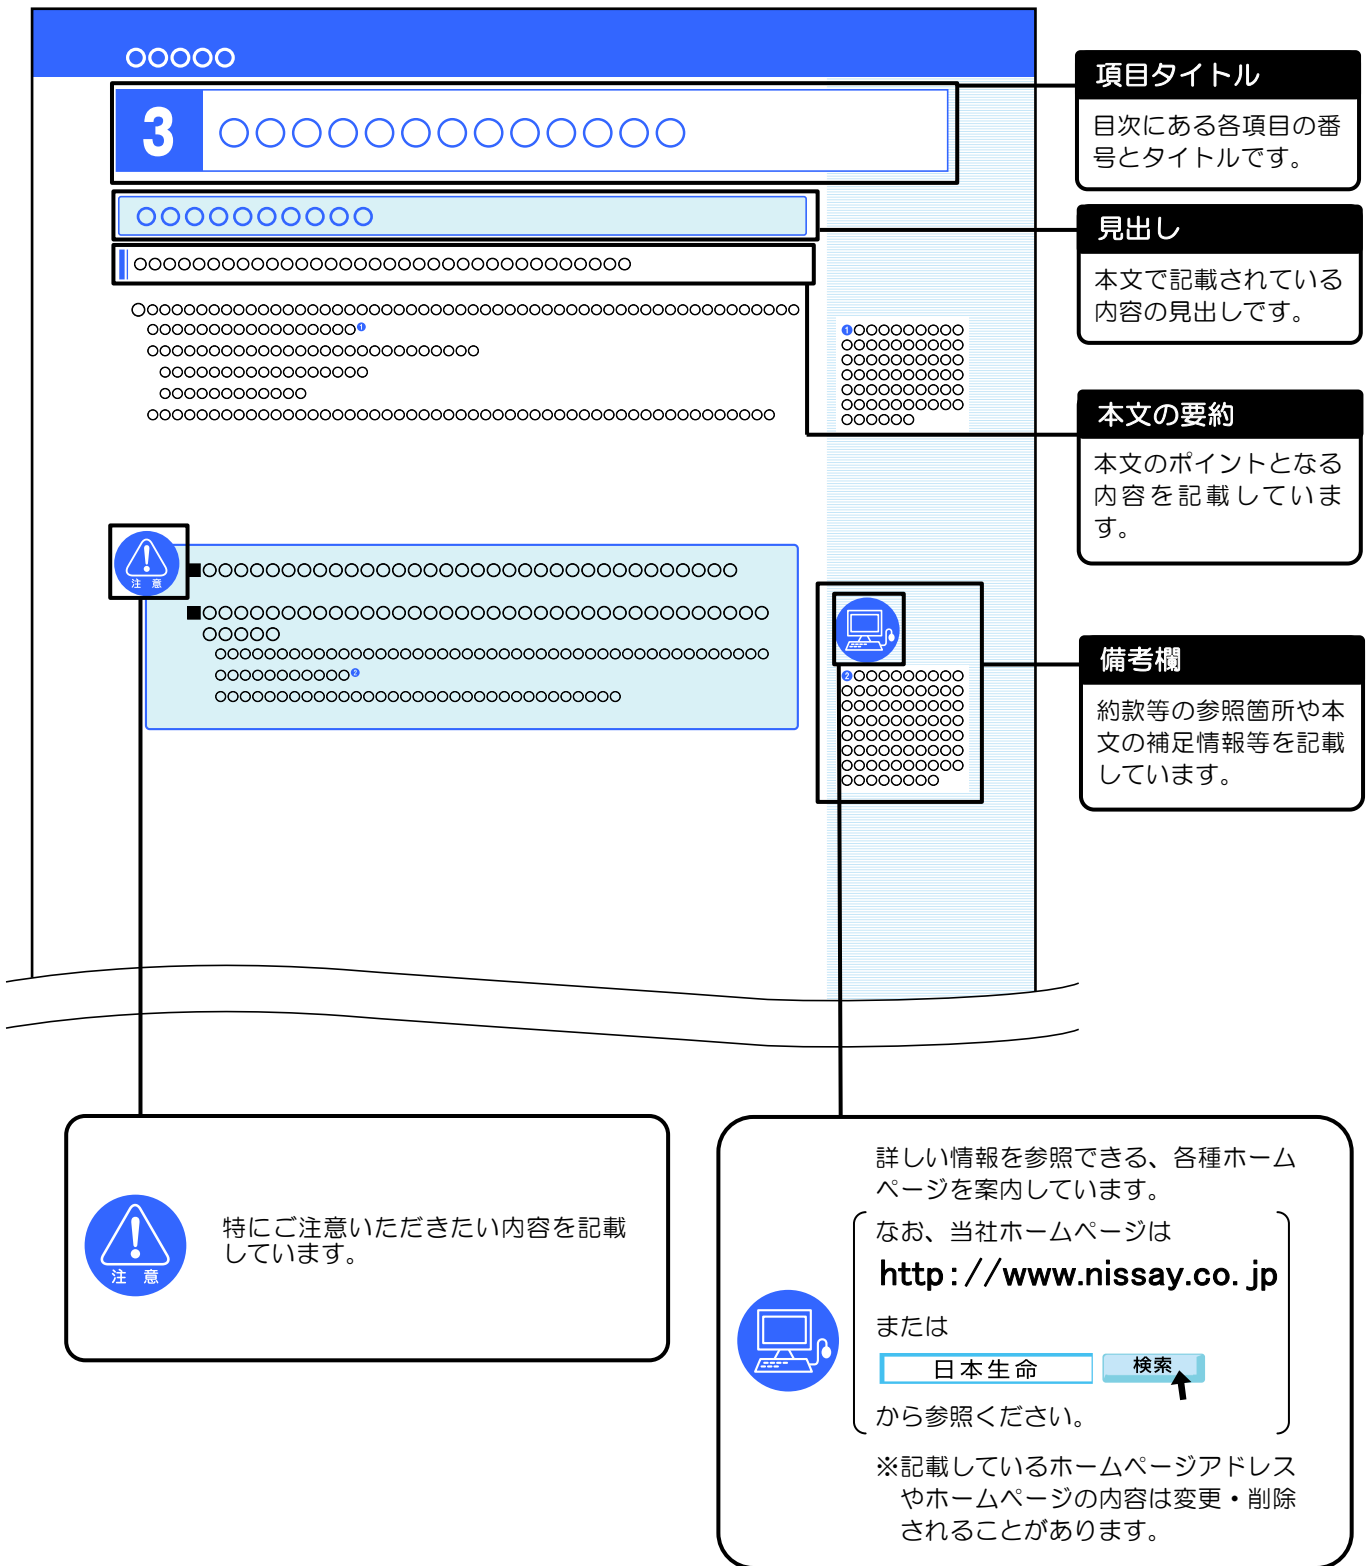 ○○○○○
3 ○○○○○○○○○○○○○
○○○○○○○○○○
項目タイトル
目次にある各項目の番
号とタイトルです。
見出し
本文で記載されている
内容の見出しです。
本文の要約
本文のポイントとなる
内容を記載していま
す。
注 意
備考欄
約款等の参照箇所や本
文の補足情報等を記載
しています。
注 意
特にご注意いただきたい内容を記載
しています。
詳しい情報を参照できる、各種ホーム
ページを案内しています。
なお、当社ホームページは
http://www.nissay.co.jp
または
日本生命 検索
から参照ください。
※記載しているホームページアドレス
やホームページの内容は変更・削除
されることがあります。